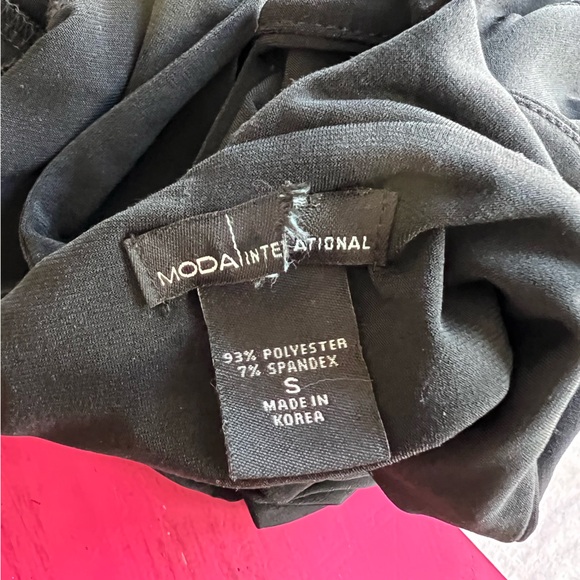 MODA INTERNATIONAL
93% POLYESTER
7% SPANDEX
S
MADE IN
KOREA